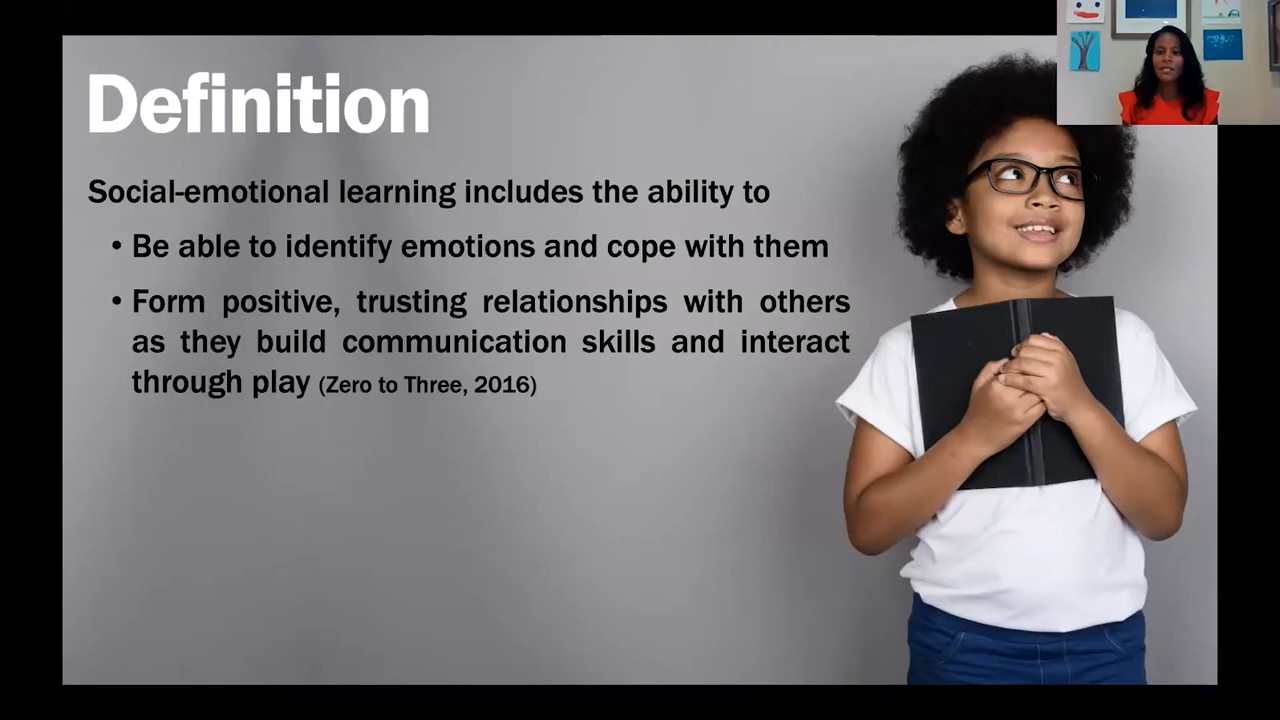 Definition
Social-emotional learning includes the ability to
• Be able to identify emotions and cope with them
• Form positive, trusting relationships with others
as they build communication skills and interact
through play (Zero to Three, 2016)